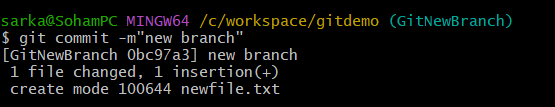 sarka@SohamPC MINGW64 /c/workspace/gitdemo (GitNewBranch)
$ git commit -m"new branch"
[GitNewBranch 0bc97a3] new branch
 1 file changed, 1 insertion(+)
 create mode 100644 newfile.txt